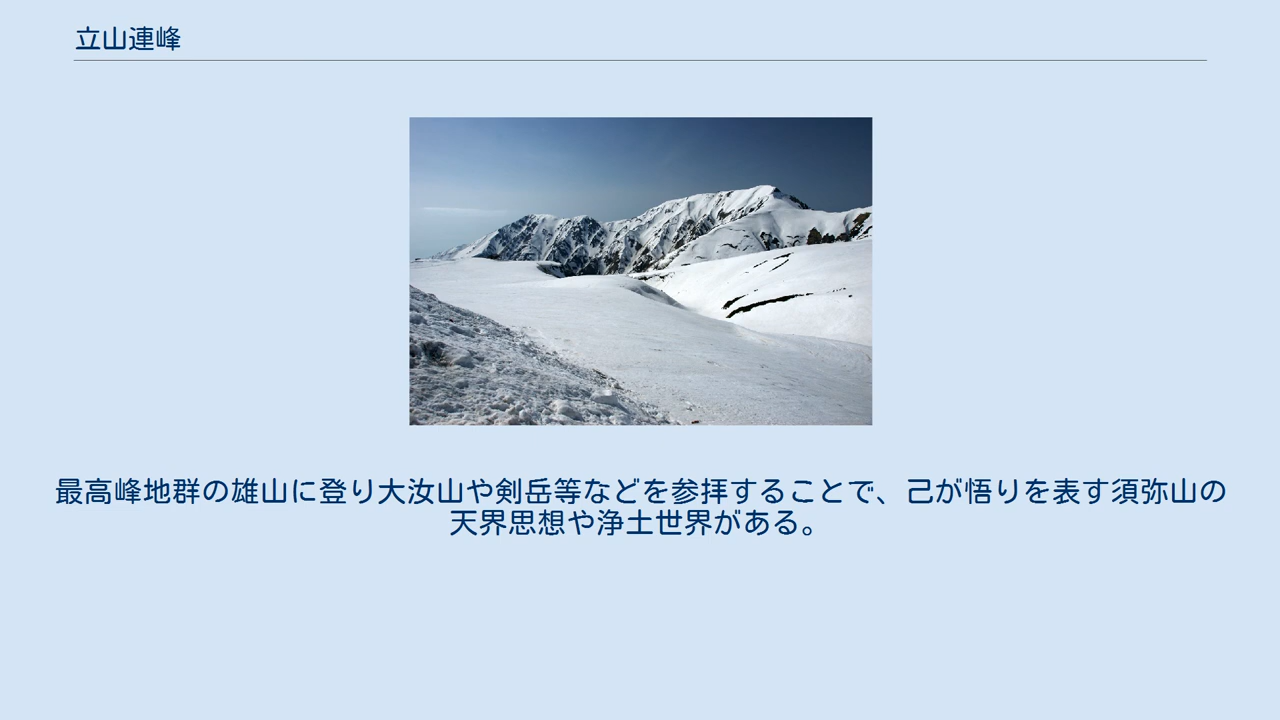 立山連峰
最高峰地群の雄山に登り大汝山や剣岳等などを参拝することで、己が悟りを表す須弥山の
天界思想や浄土世界がある。